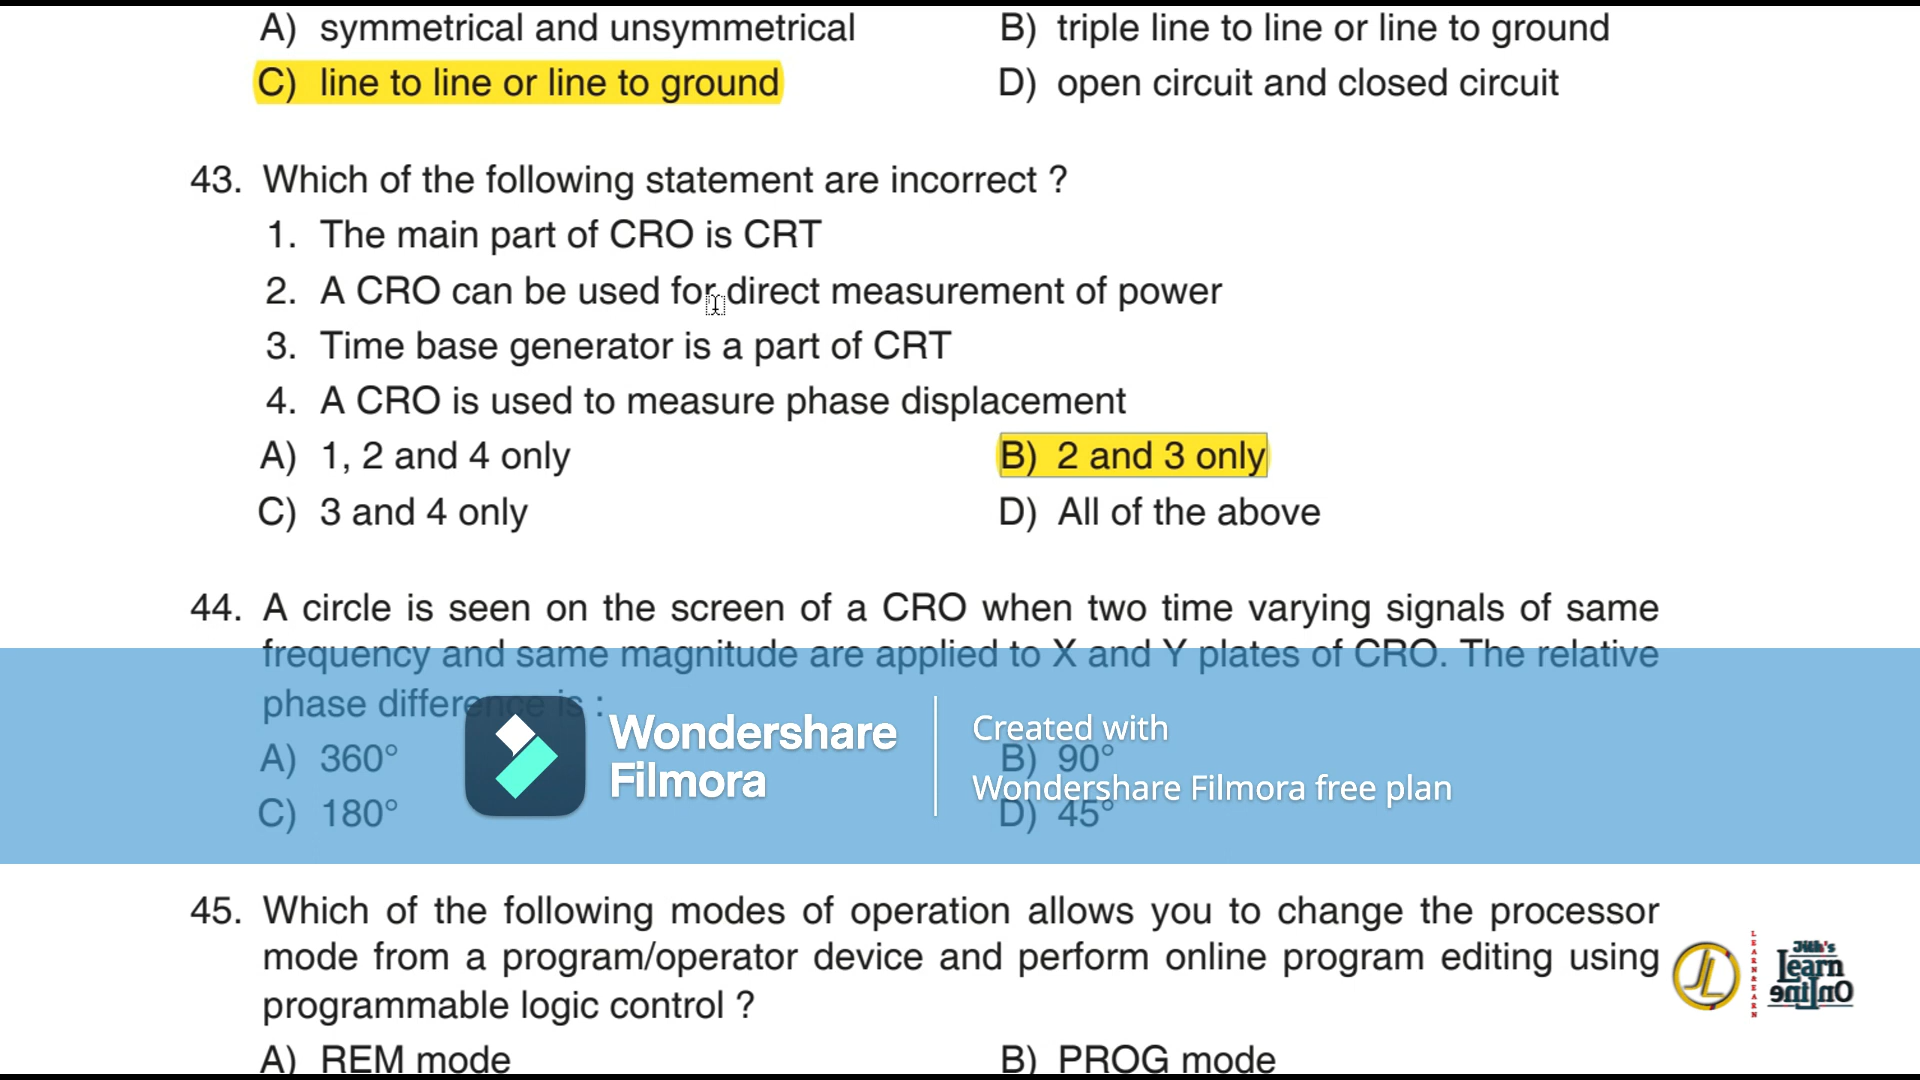 A) symmetrical and unsymmetrical B) triple line to line or line to ground
C) line to line or line to ground D) open circuit and closed circuit
43. Which of the following statement are incorrect ?
1. The main part of CRO is CRT
2. A CRO can be used for direct measurement of power
3. Time base generator is a part of CRT
4. A CRO is used to measure phase displacement
A) 1, 2 and 4 only B) 2 and 3 only
C) 3 and 4 only D) All of the above
44. A circle is seen on the screen of a CRO when two time varying signals of same
frequency and same magnitude are applied to X and Y plates of CRO. The relative
phase difference is :
A) 360° B) 90°
C) 180° D) 45°
Wondershare
Filmora
Created with
Wondershare Filmora free plan
45. Which of the following modes of operation allows you to change the processor
mode from a program/operator device and perform online program editing using
programmable logic control ?
A) REM mode B) PROG mode
JL
LEARN&EARN
Jith's
Learn
OnlIne